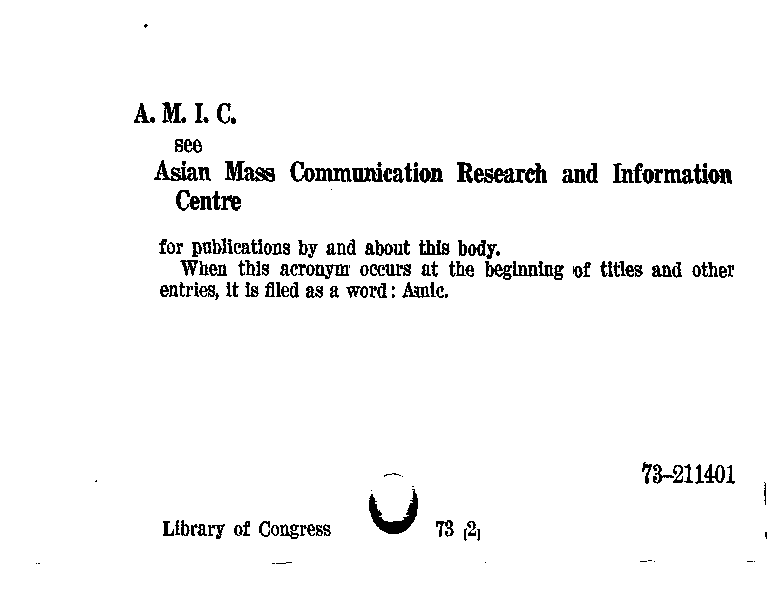 A. M. I. C.
see
Asian Mass Communication Research and Information
Centre
for publications by and about this body.
When this acronym occurs at the beginning of titles and other
entries, it is filed as a word: Amic.
73-211401
Library of Congress 73 [2]